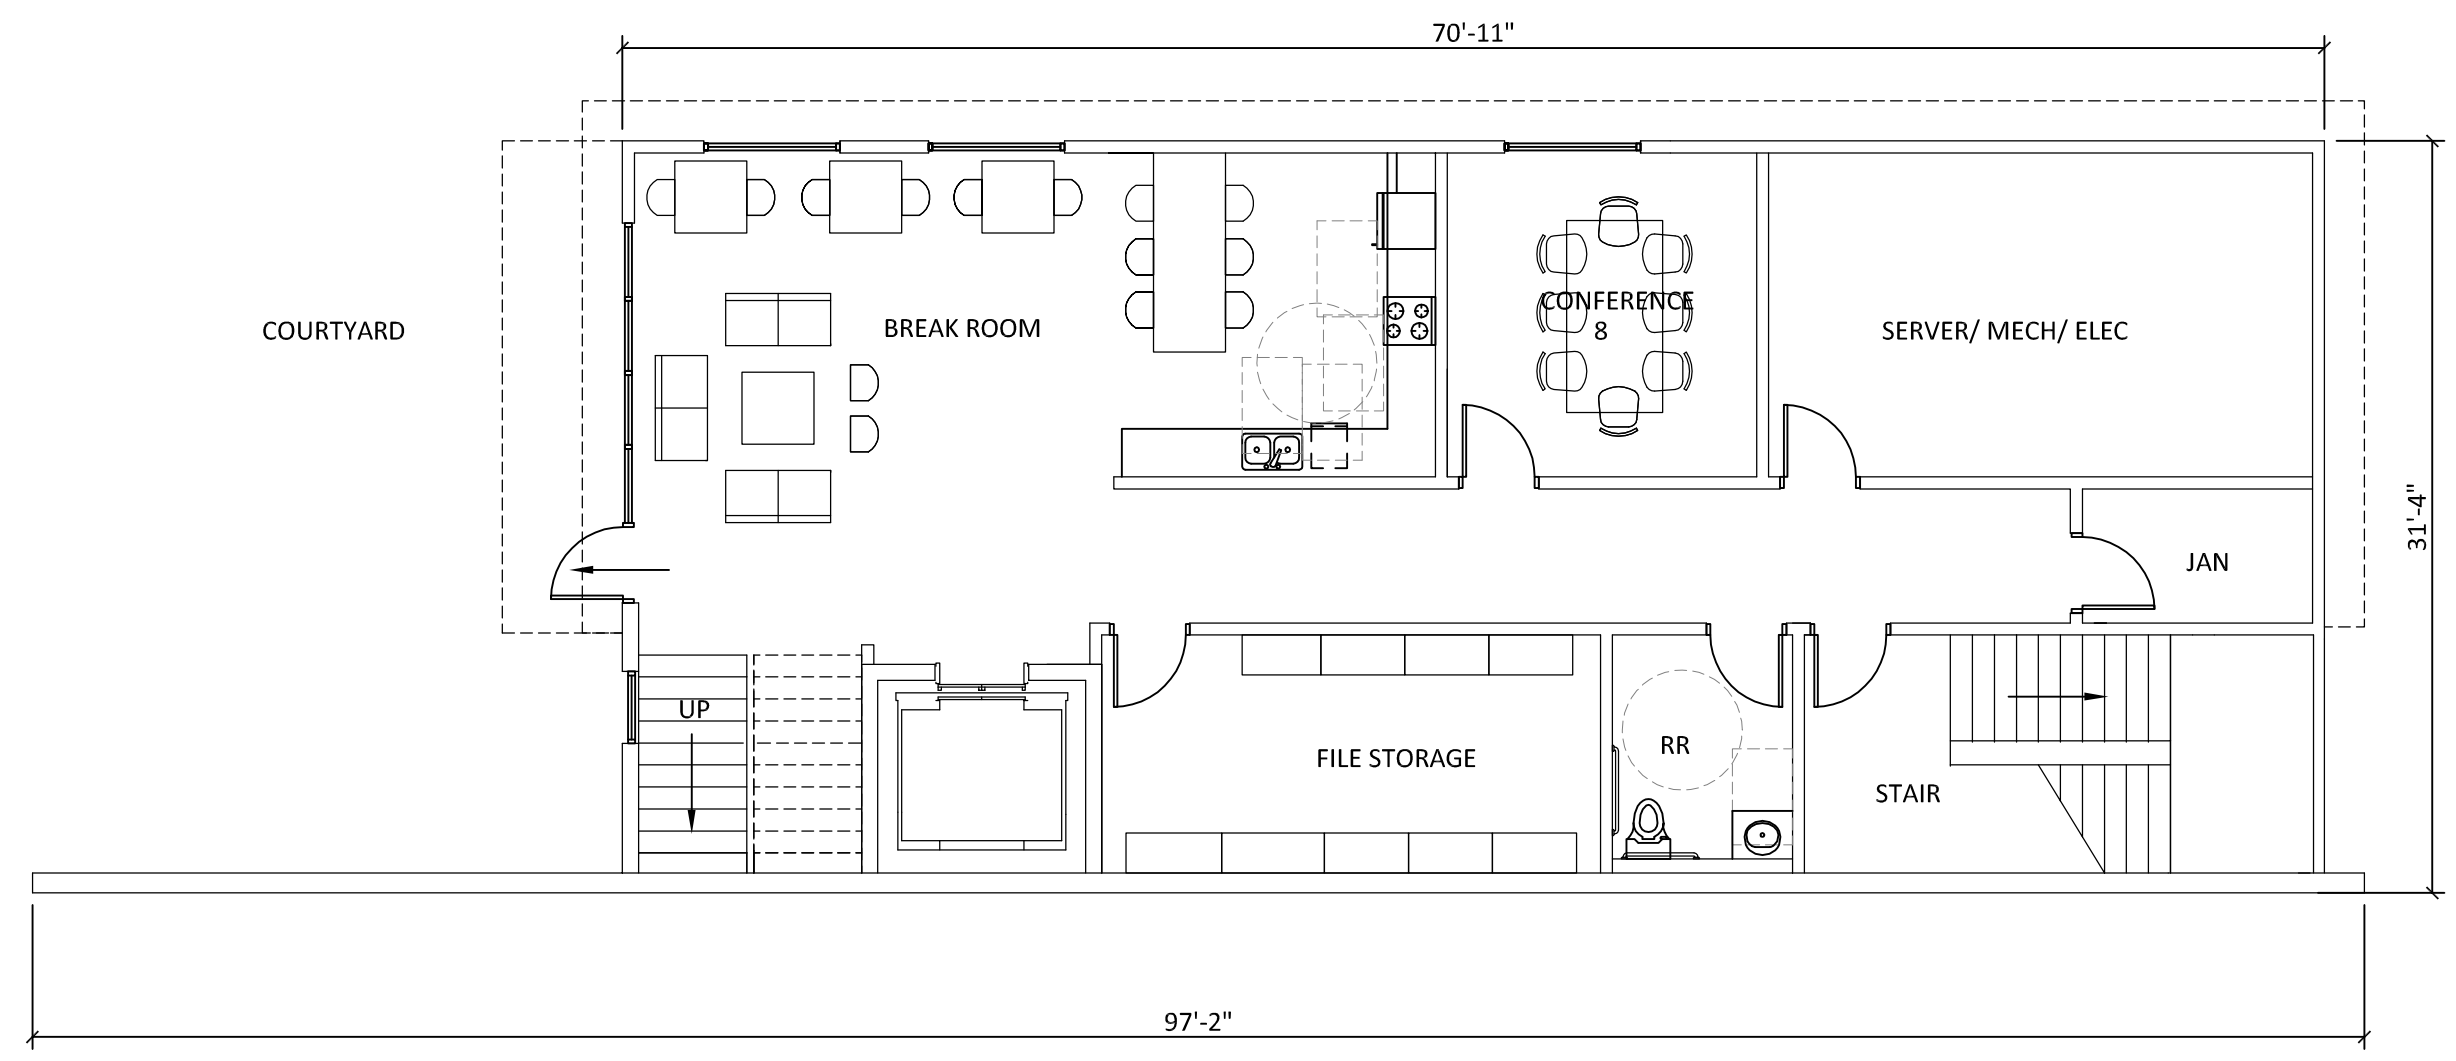 70'-11"
COURTYARD
BREAK ROOM
CONFERENCE
8
SERVER/ MECH/ ELEC
31'-4"
JAN
UP
FILE STORAGE
RR
STAIR
97'-2"